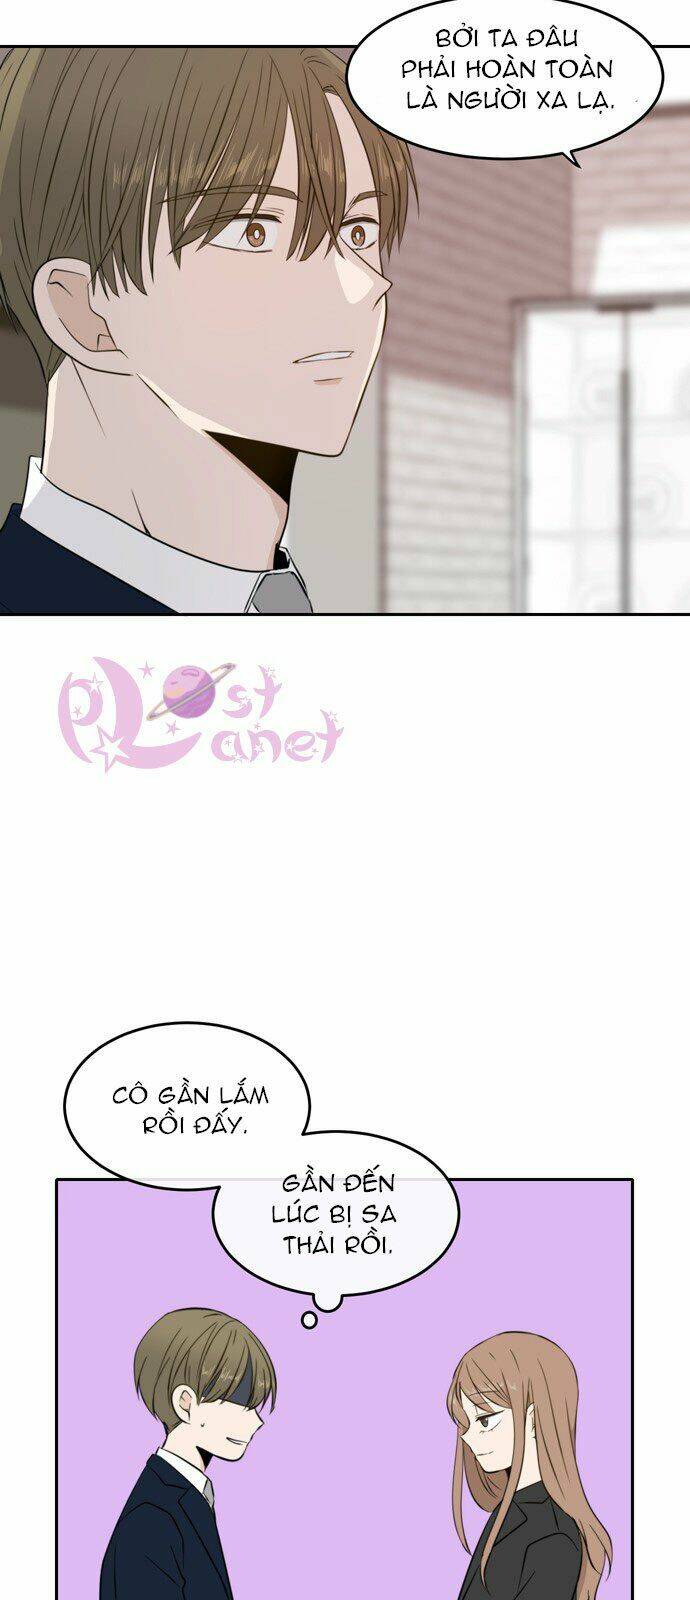 BỞI TA ĐÂU
PHẢI HOÀN TOÀN
LÀ NGƯỜI XA LẠ.
Lost
Planet
CÔ GẦN LẮM
RỒI ĐẤY.
GẦN ĐẾN
LÚC BỊ SA
THẢI RỒI.